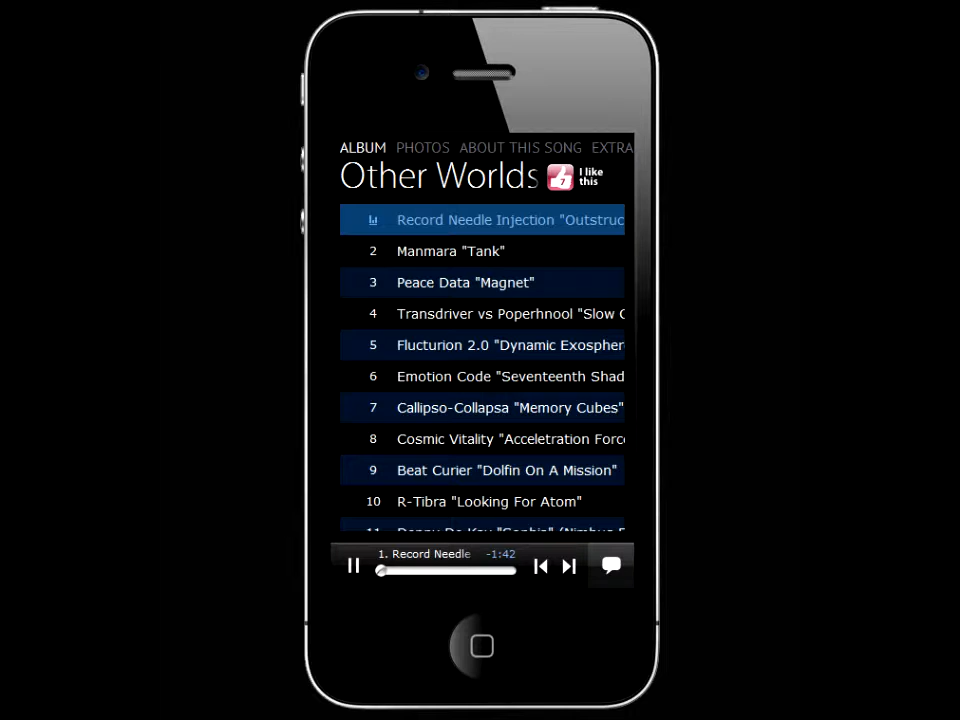 ALBUM PHOTOS ABOUT THIS SONG EXTRA
Other Worlds
7
I like
this
Record Needle Injection "Outstruc
2 Manmara "Tank"
3 Peace Data "Magnet"
4 Transdriver vs Poperhnool "Slow
5 Flucturion 2.0 "Dynamic Exospher
6 Emotion Code "Seventeenth Shad
7 Callipso-Collapsa "Memory Cubes"
8 Cosmic Vitality "Acceletration Forc
9 Beat Curier "Dolfin On A Mission"
10 R-Tibra "Looking For Atom"
1. Record Needle -1:42